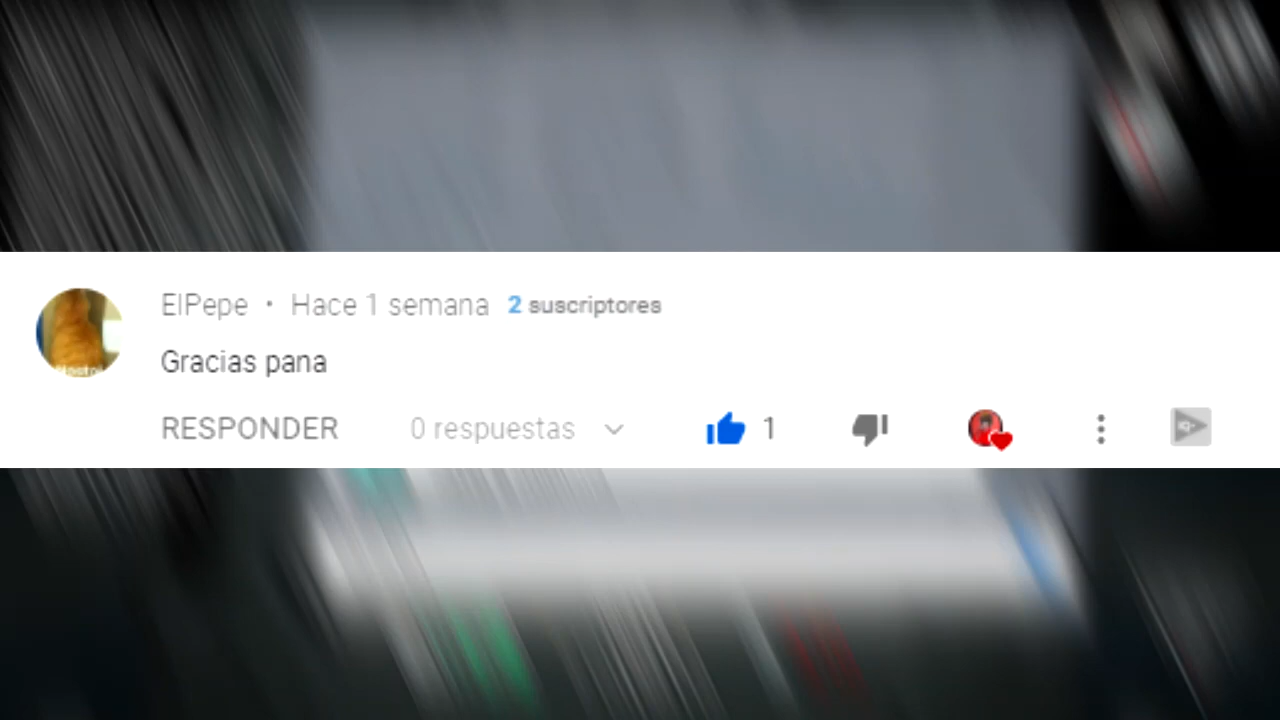 ElPepe · Hace 1 semana 2 suscriptores
Gracias pana
RESPONDER 0 respuestas 1